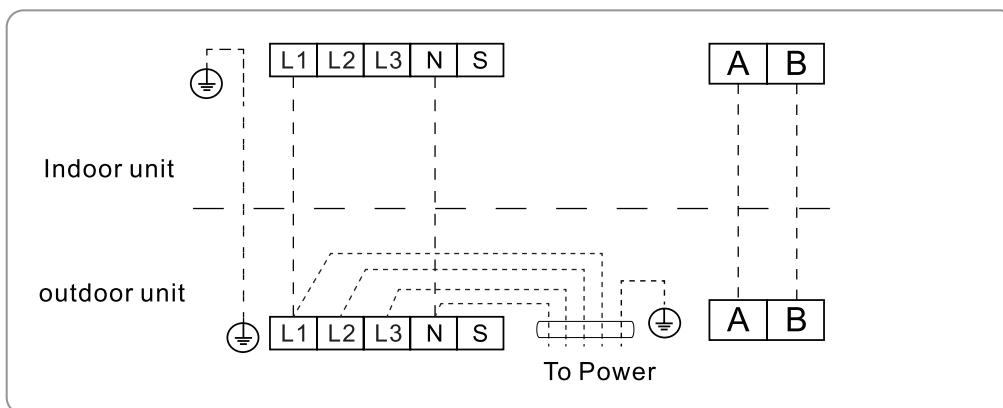 L1 L2 L3 N S A B
Indoor unit
outdoor unit
L1 L2 L3 N S A B
To Power